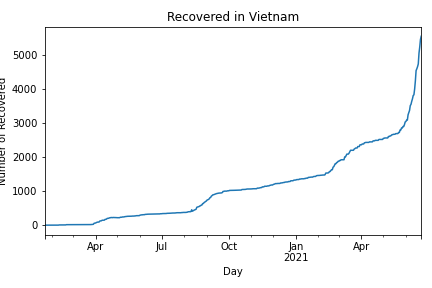 Recovered in Vietnam
5000
4000
3000
2000
1000
0
Number of Recovered
Apr
Jul
Oct
Jan
2021
Apr
Day